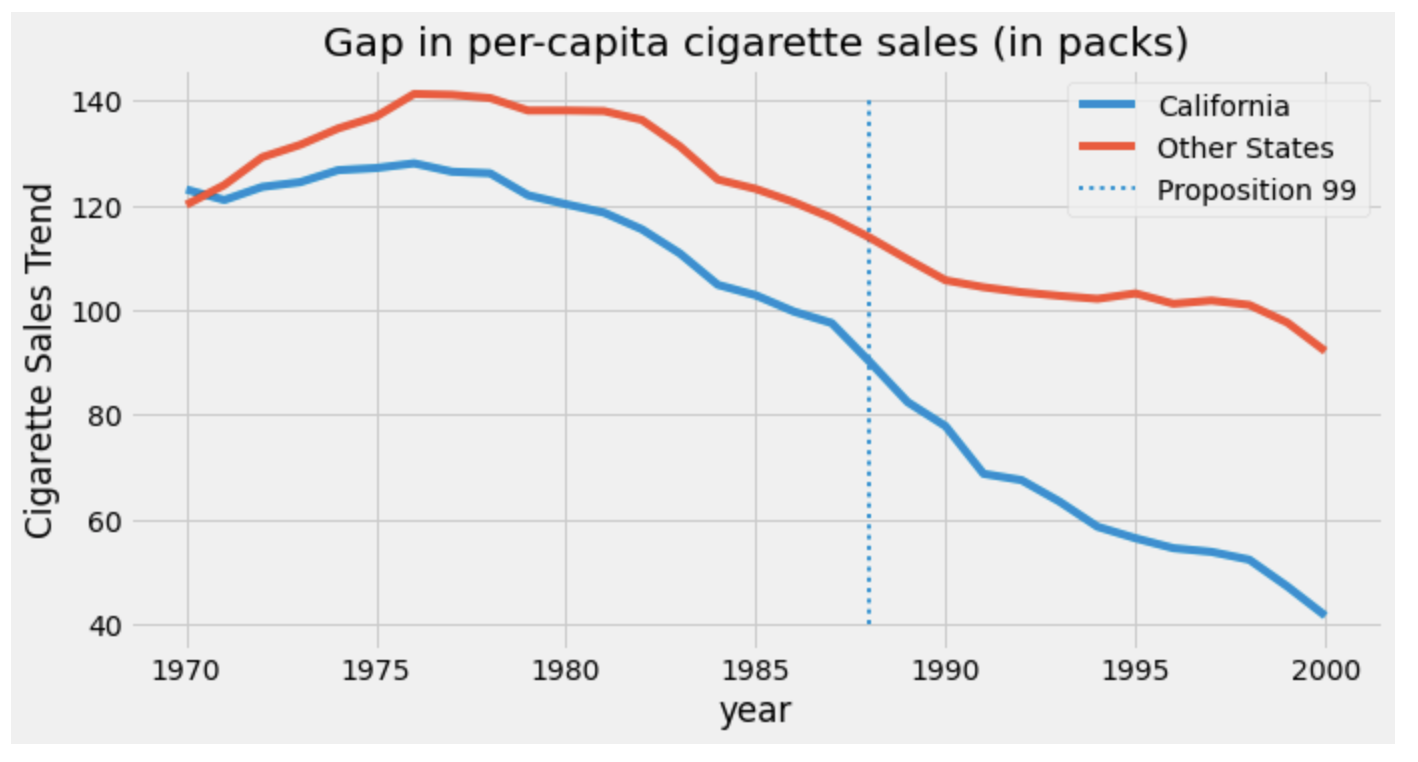 Gap in per-capita cigarette sales (in packs)
California
Other States
Proposition 99
Cigarette Sales Trend
140
120
100
80
60
40
1970 1975 1980 1985 1990 1995 2000
year